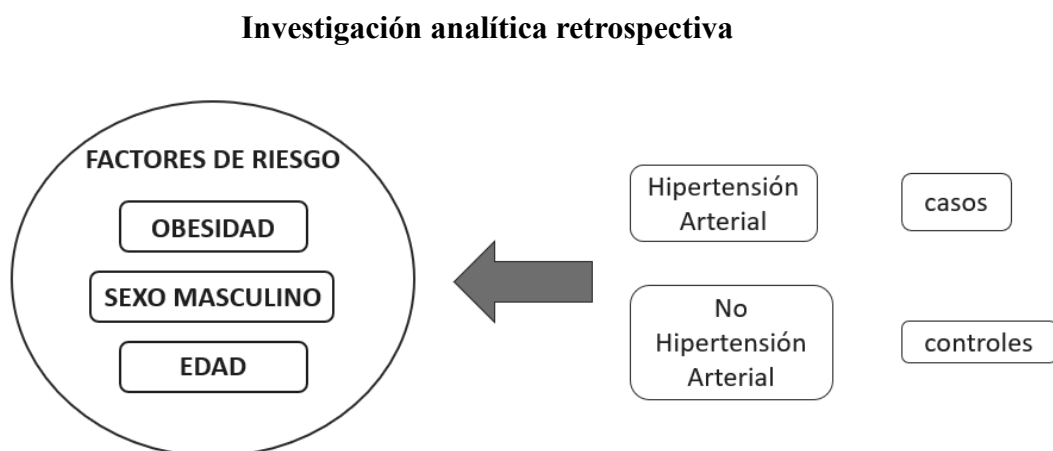 Investigación analítica retrospectiva
FACTORES DE RIESGO
OBESIDAD
SEXO MASCULINO
EDAD
Hipertensión
Arterial
casos
No
Hipertensión
Arterial
controles